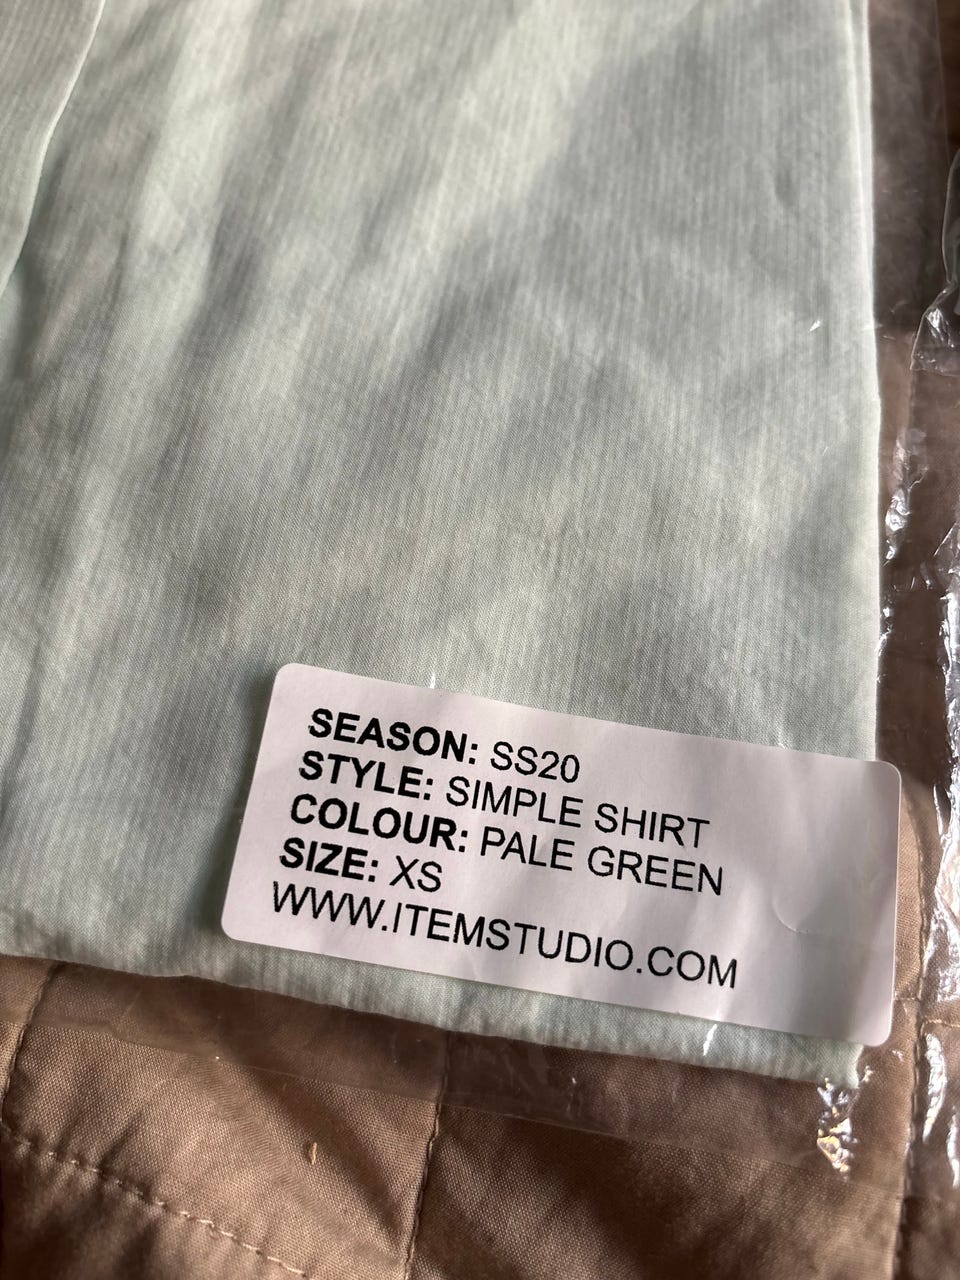 SEASON: SS20
STYLE: SIMPLE SHIRT
COLOUR: PALE GREEN
SIZE: XS
WWW.ITEMSTUDIO.COM